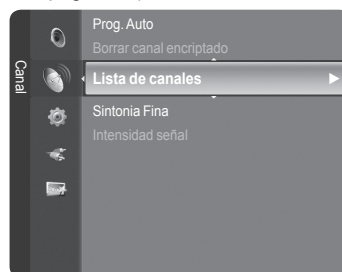 Prog. Auto
Borrar canal encriptado
Canal
Lista de canales
Sintonia Fina
Intensidad señal